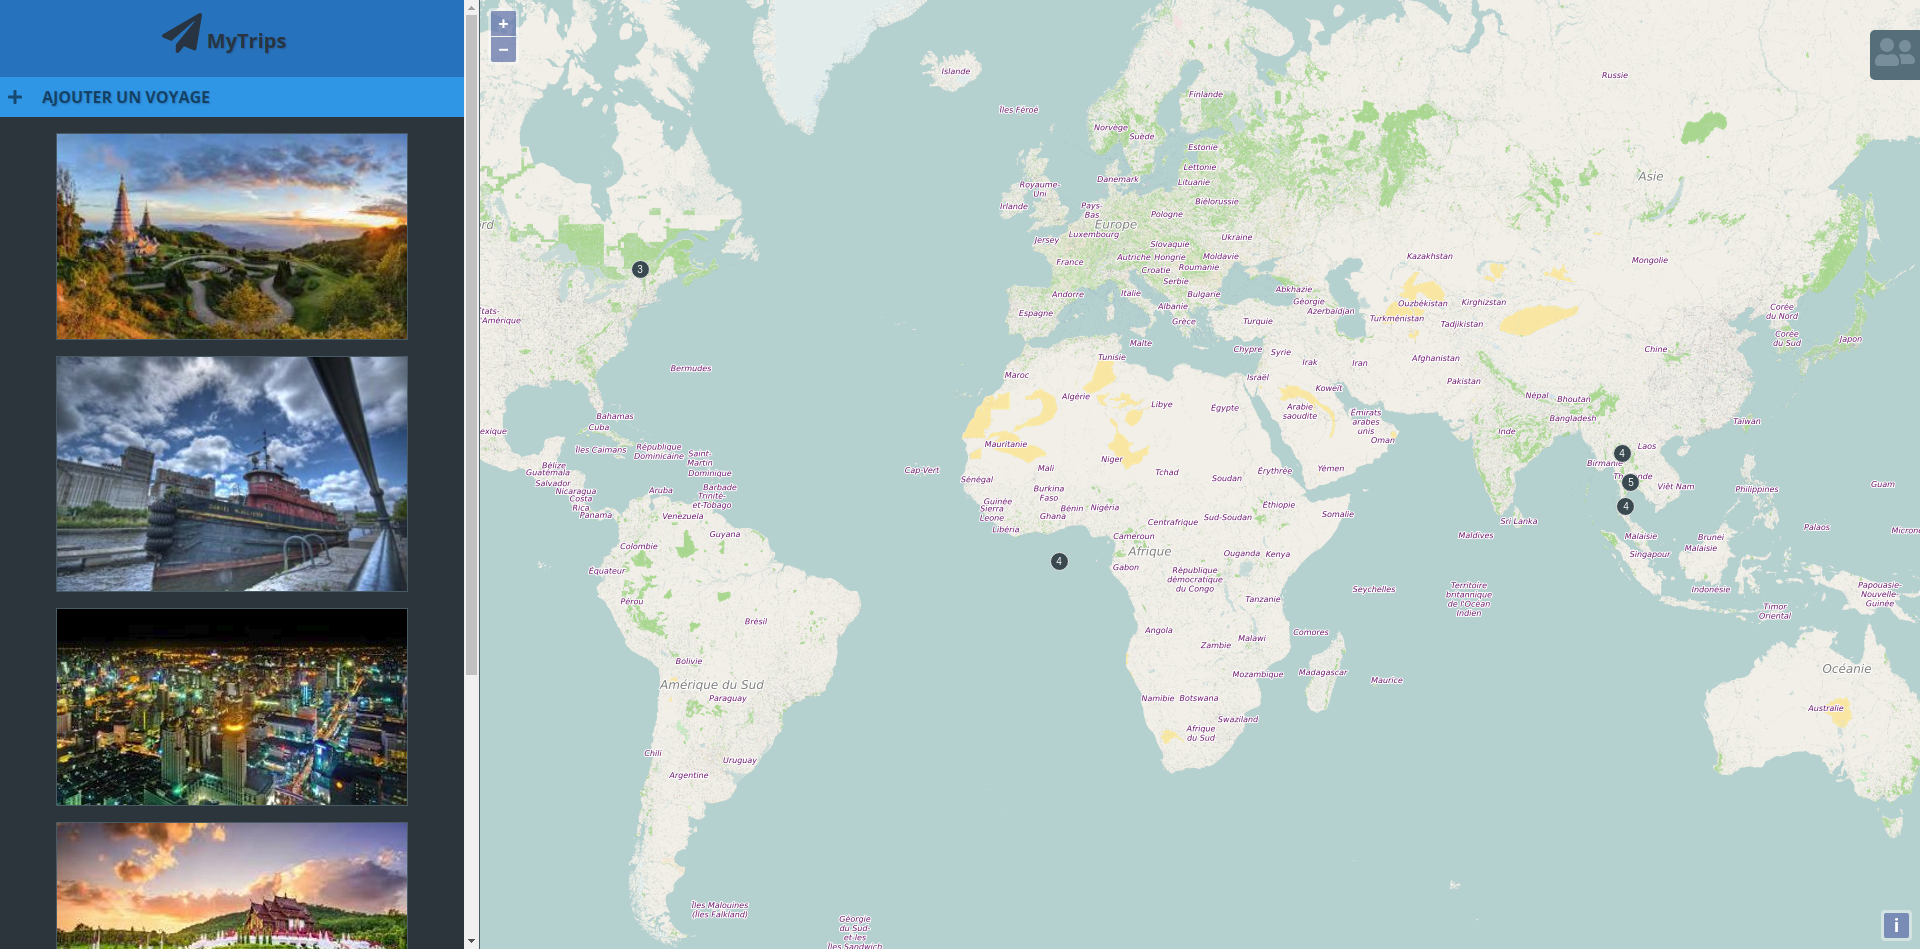 MyTrips
AJOUTER UN VOYAGE
+
−
Islande
Îles Féroé
Russie
Finlande
Norvège
Suède
Estonie
Lettonie
Danemark
Lituanie
Asie
Royaume-
Uni
Irlande
Biélorussie
Pays-
Bas
Pologne
rd
Europe
Luxembourg
Jersey
Ukraine
Slovaquie
Autriche
Hongrie
Moldavie
France
Croatie
Roumanie
Kazakhstan
Mongolie
3
Serbie
Andorre
Italie
Bulgarie
Abkhazie
Géorgie
Azerbaïdjan
Ouzbékistan
Kirghizstan
Albanie
Espagne
Grèce
Turquie
Turkménistan
Tadjikistan
Corée
du Nord
Corée
du Sud
Japon
États-
d'Amérique
Malte
Tunisie
Chypre
Syrie
Irak
Iran
Afghanistan
Chine
Bermudes
Maroc
Israël
Koweït
Pakistan
Algérie
Libye
Égypte
Arabie
saoudite
Émirats
arabes
unis
Oman
Népal
Bhoutan
Bangladesh
Taïwan
Bahamas
Cuba
exique
Îles Caïmans
République
Dominicaine
Saint-
Martin
Dominique
Mauritanie
Inde
Laos
4
Birmanie
Bélize
Guatémala
Salvador
Nicaragua
Costa
Rica
Panama
Aruba
Barbade
Trinité-
et-Tobago
Venezuela
Cap-Vert
Sénégal
Mali
Niger
Tchad
Soudan
Érythrée
Yémen
5
Viêt Nam
Philippines
Guam
Burkina
Faso
Guinée
Sierra
Leone
Libéria
Ghana
Bénin
Nigéria
Centrafrique
Sud-Soudan
Éthiopie
Somalie
4
Sri Lanka
Palaos
Guyana
Colombie
Cameroun
Maldives
Malaisie
Brunei
Malaisie
Singapour
Afrique
Ouganda
Kenya
4
Gabon
Équateur
République
démocratique
du Congo
Seychelles
Territoire
britannique
de l'Océan
Indien
Indonésie
Papouasie-
Nouvelle-
Guinée
Timor
Oriental
Pérou
Tanzanie
Brésil
Angola
Zambie
Malawi
Comores
Bolivie
Mozambique
Madagascar
Maurice
Océanie
Amérique du Sud
Paraguay
Namibie
Botswana
Australie
Swaziland
Afrique
du Sud
Chili
Uruguay
Argentine
Îles Malouines
(Îles Falkland)
Géorgie
du Sud-
et-les
Îles Sandwich
i